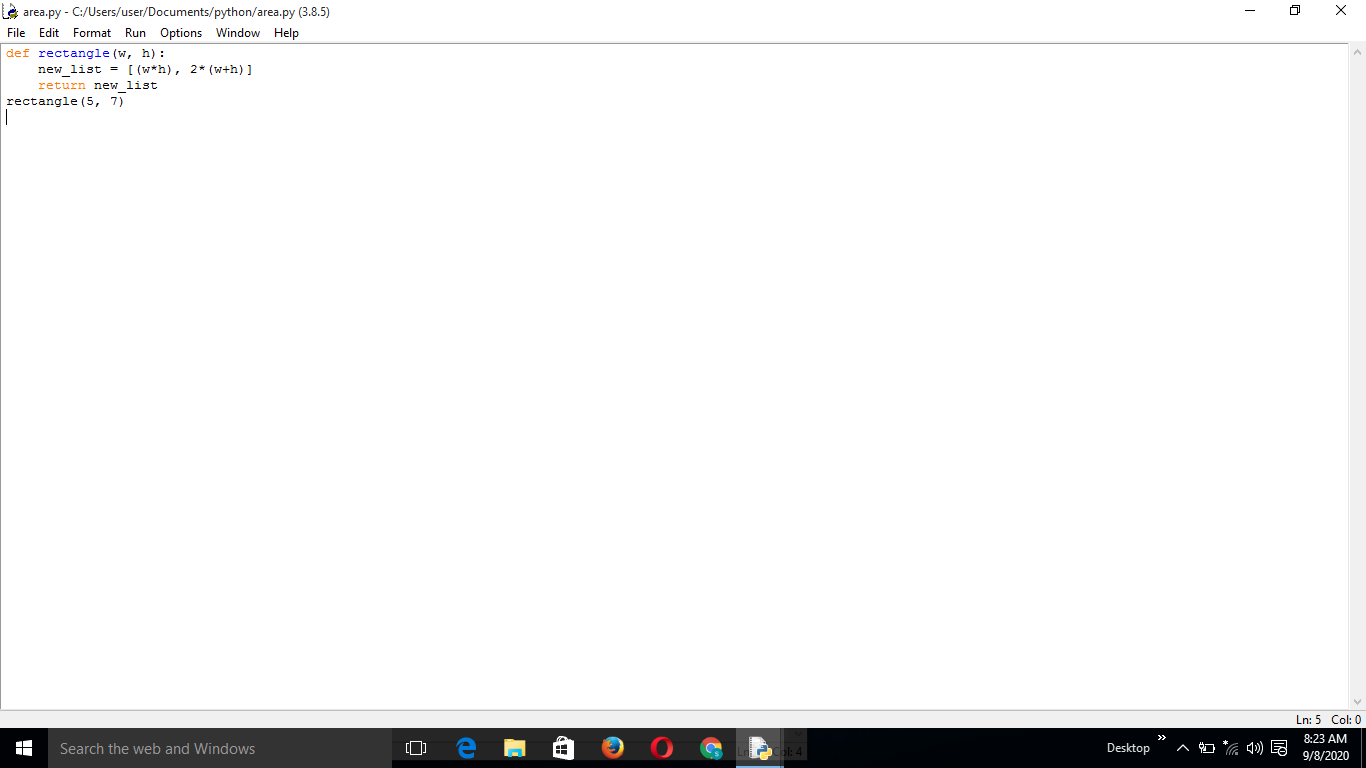 area.py - C:/Users/user/Documents/python/area.py (3.8.5)
File Edit Format Run Options Window Help
def rectangle(w, h):
    new_list = [(w*h), 2*(w+h)]
    return new_list
rectangle(5, 7)
Ln: 5 Col: 0
Search the web and Windows
Col: 4
Desktop
8:23 AM
9/8/2020